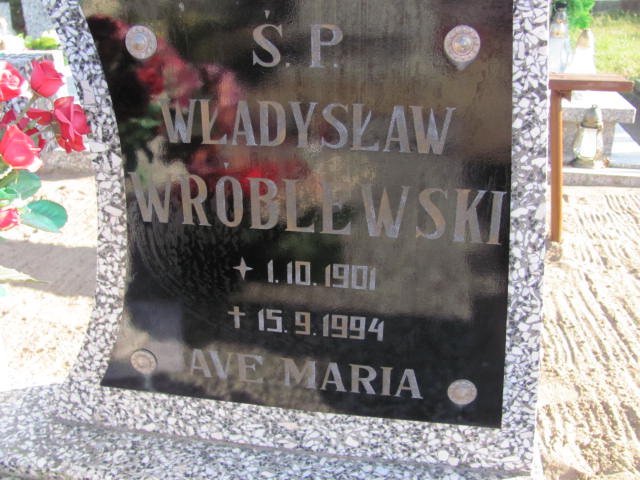 Ś.P.
WŁADYSŁAW
WRÓBLEWSKI
1.10.1901
✝ 15.9.1994
AVE MARIA